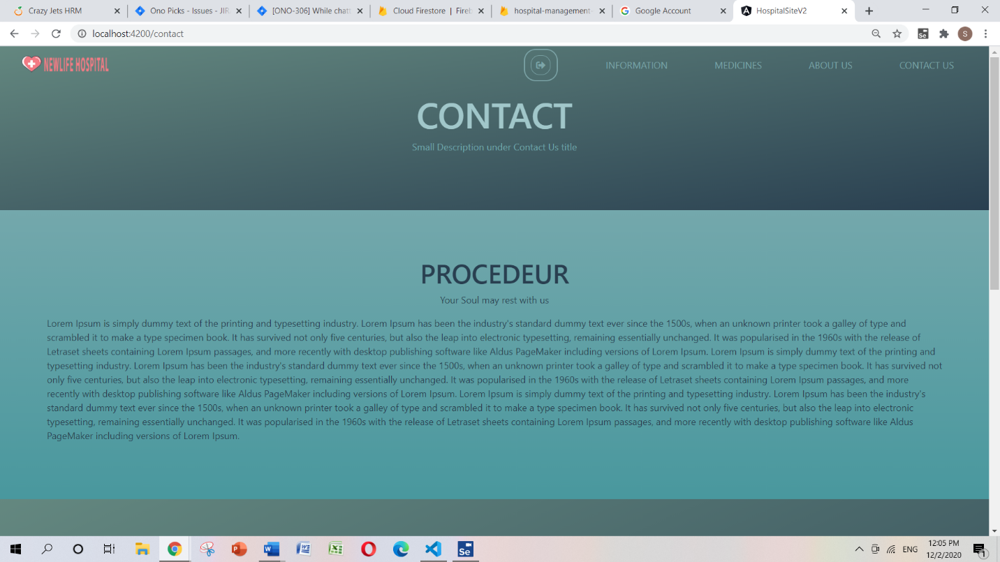 Crazy Jets HRM
Ono Picks - Issues - JIR
[ONO-306] While chatt
Cloud Firestore | Fireb
hospital-management-
Google Account
HospitalSiteV2
localhost:4200/contact
Se
S
NEWLIFE HOSPITAL
INFORMATION
MEDICINES
ABOUT US
CONTACT US
CONTACT
Small Description under Contact Us title
PROCEDEUR
Your Soul may rest with us
Lorem Ipsum is simply dummy text of the printing and typesetting industry. Lorem Ipsum has been the industry's standard dummy text ever since the 1500s, when an unknown printer took a galley of type and
scrambled it to make a type specimen book. It has survived not only five centuries, but also the leap into electronic typesetting, remaining essentially unchanged. It was popularised in the 1960s with the release of
Letraset sheets containing Lorem Ipsum passages, and more recently with desktop publishing software like Aldus PageMaker including versions of Lorem Ipsum. Lorem Ipsum is simply dummy text of the printing and
typesetting industry. Lorem Ipsum has been the industry's standard dummy text ever since the 1500s, when an unknown printer took a galley of type and scrambled it to make a type specimen book. It has survived not
only five centuries, but also the leap into electronic typesetting, remaining essentially unchanged. It was popularised in the 1960s with the release of Letraset sheets containing Lorem Ipsum passages, and more
recently with desktop publishing software like Aldus PageMaker including versions of Lorem Ipsum. Lorem Ipsum is simply dummy text of the printing and typesetting industry. Lorem Ipsum has been the industry's
standard dummy text ever since the 1500s, when an unknown printer took a galley of type and scrambled it to make a type specimen book. It has survived not only five centuries, but also the leap into electronic
typesetting, remaining essentially unchanged. It was popularised in the 1960s with the release of Letraset sheets containing Lorem Ipsum passages, and more recently with desktop publishing software like Aldus
PageMaker including versions of Lorem Ipsum.
ENG
12:05 PM
12/2/2020
1
Se